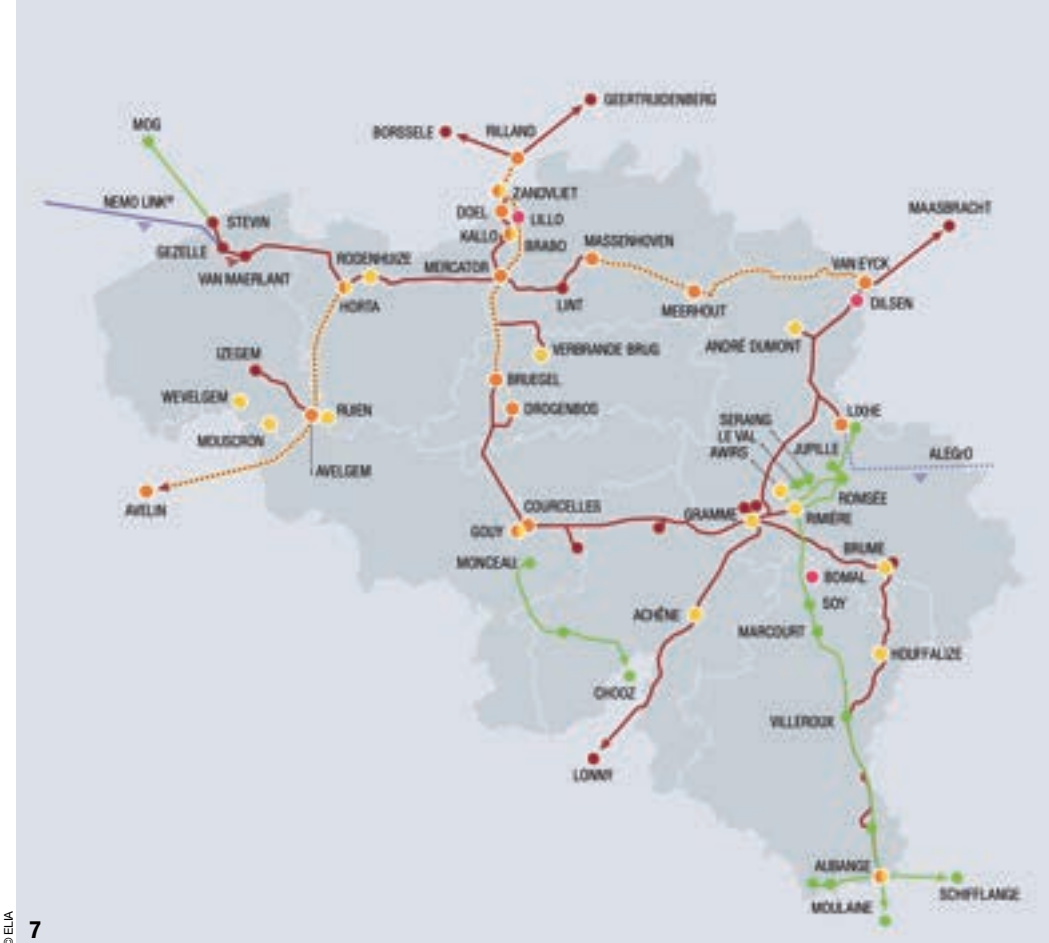 GEERTRUIDENBERG
MOG
BORSSELE
RILLAND
NEMO LINK®
STEVIN
ZANDVLIET
DOEL
LILLO
MAASBRACHT
GEZELLE
KALLO
BRABO
MASSENHOVEN
VAN MAERLANT
RODENHUIZE
MERCATOR
VAN EYCK
HORTA
LINT
MEERHOUT
DILSEN
IZEGEM
VERBRANDE BRUG
ANDRÉ DUMONT
WEVELGEM
RUIEN
BRUEGEL
DROGENBOS
LIXHE
MOUSCRON
SERAING
LE VAL
AWIRS
JUPILLE
ALEGrO
AVELGEM
AVELIN
COURCELLES
GRAMME
ROMSÉE
RIMIÈRE
GOUY
MONCEAU
BRUME
BOMAL
SOY
ACHÊNE
MARCOURT
HOUFFALIZE
CHOOZ
VILLEROUX
LONNY
AUBANGE
SCHIFFLANGE
MOULAINE
© ELIA
7